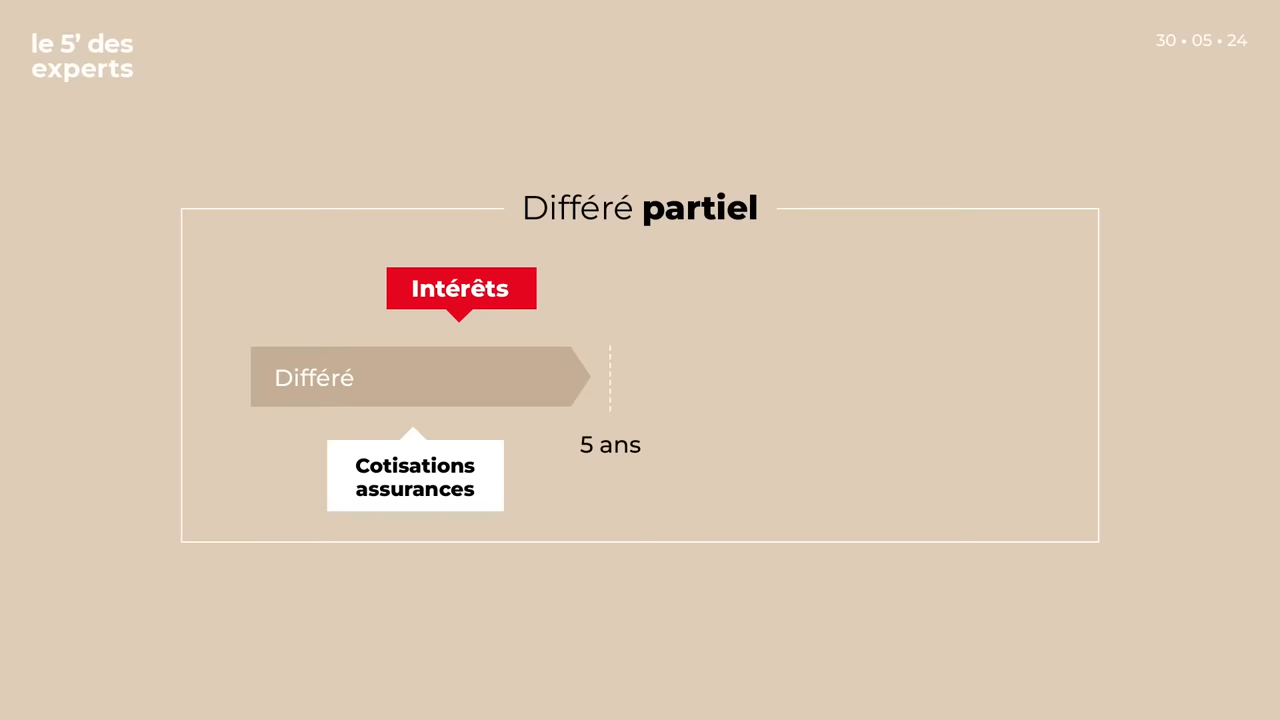 le 5’ des
experts
30 • 05 • 24
Différé partiel
Intérêts
Différé
5 ans
Cotisations
assurances